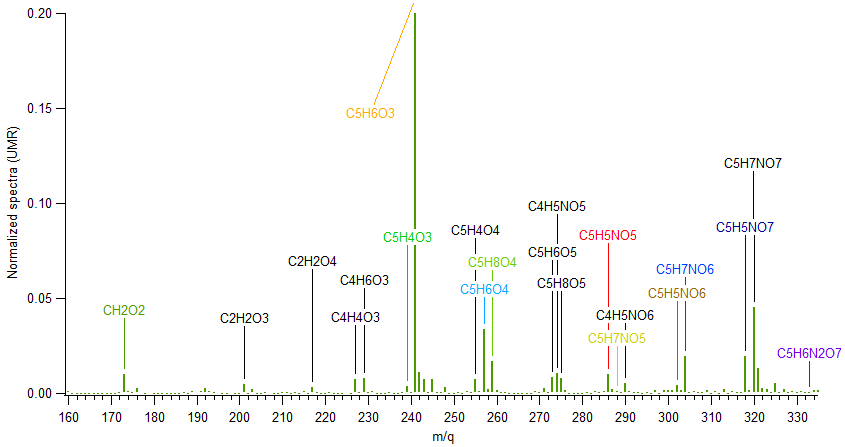 0.20
0.15
0.10
0.05
0.00
Normalized spectra (UMR)
C5H6O3
C5H7NO7
C4H5NO5
C5H4O4
C5H5NO7
C5H4O3
C5H5NO5
C5H6O5
C2H2O4
C5H8O4
C5H7NO6
C4H6O3
C5H8O5
C5H6O4
C5H5NO6
CH2O2
C2H2O3
C4H4O3
C4H5NO6
C5H7NO5
C5H6N2O7
160 170 180 190 200 210 220 230 240 250 260 270 280 290 300 310 320 330
m/q